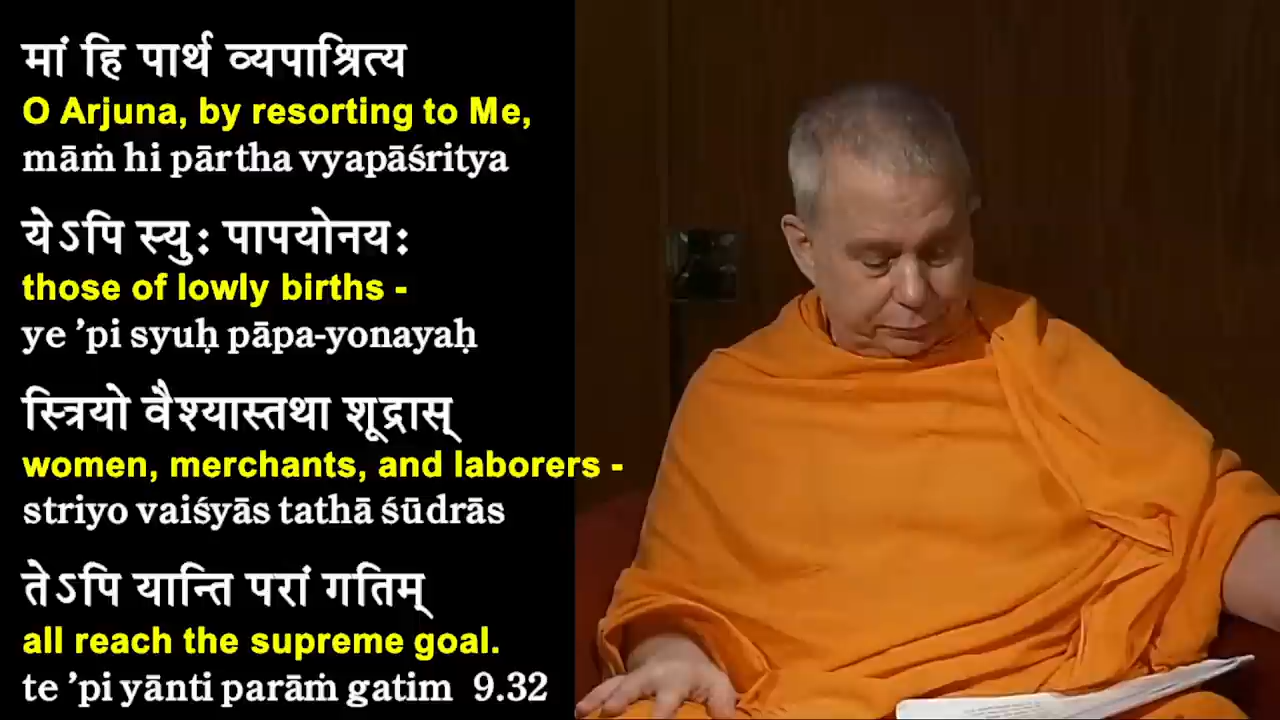 मां हि पार्थ व्यपाश्रित्य
O Arjuna, by resorting to Me,
māṁ hi pārtha vyapāśritya
येऽपि स्युः पापयोनयः
those of lowly births -
ye ’pi syuḥ pāpa-yonayaḥ
स्त्रियो वैश्यास्तथा शूद्रास्
women, merchants, and laborers -
striyo vaiśyās tathā śūdrās
तेऽपि यान्ति परां गतिम्
all reach the supreme goal.
te ’pi yānti parāṁ gatim 9.32